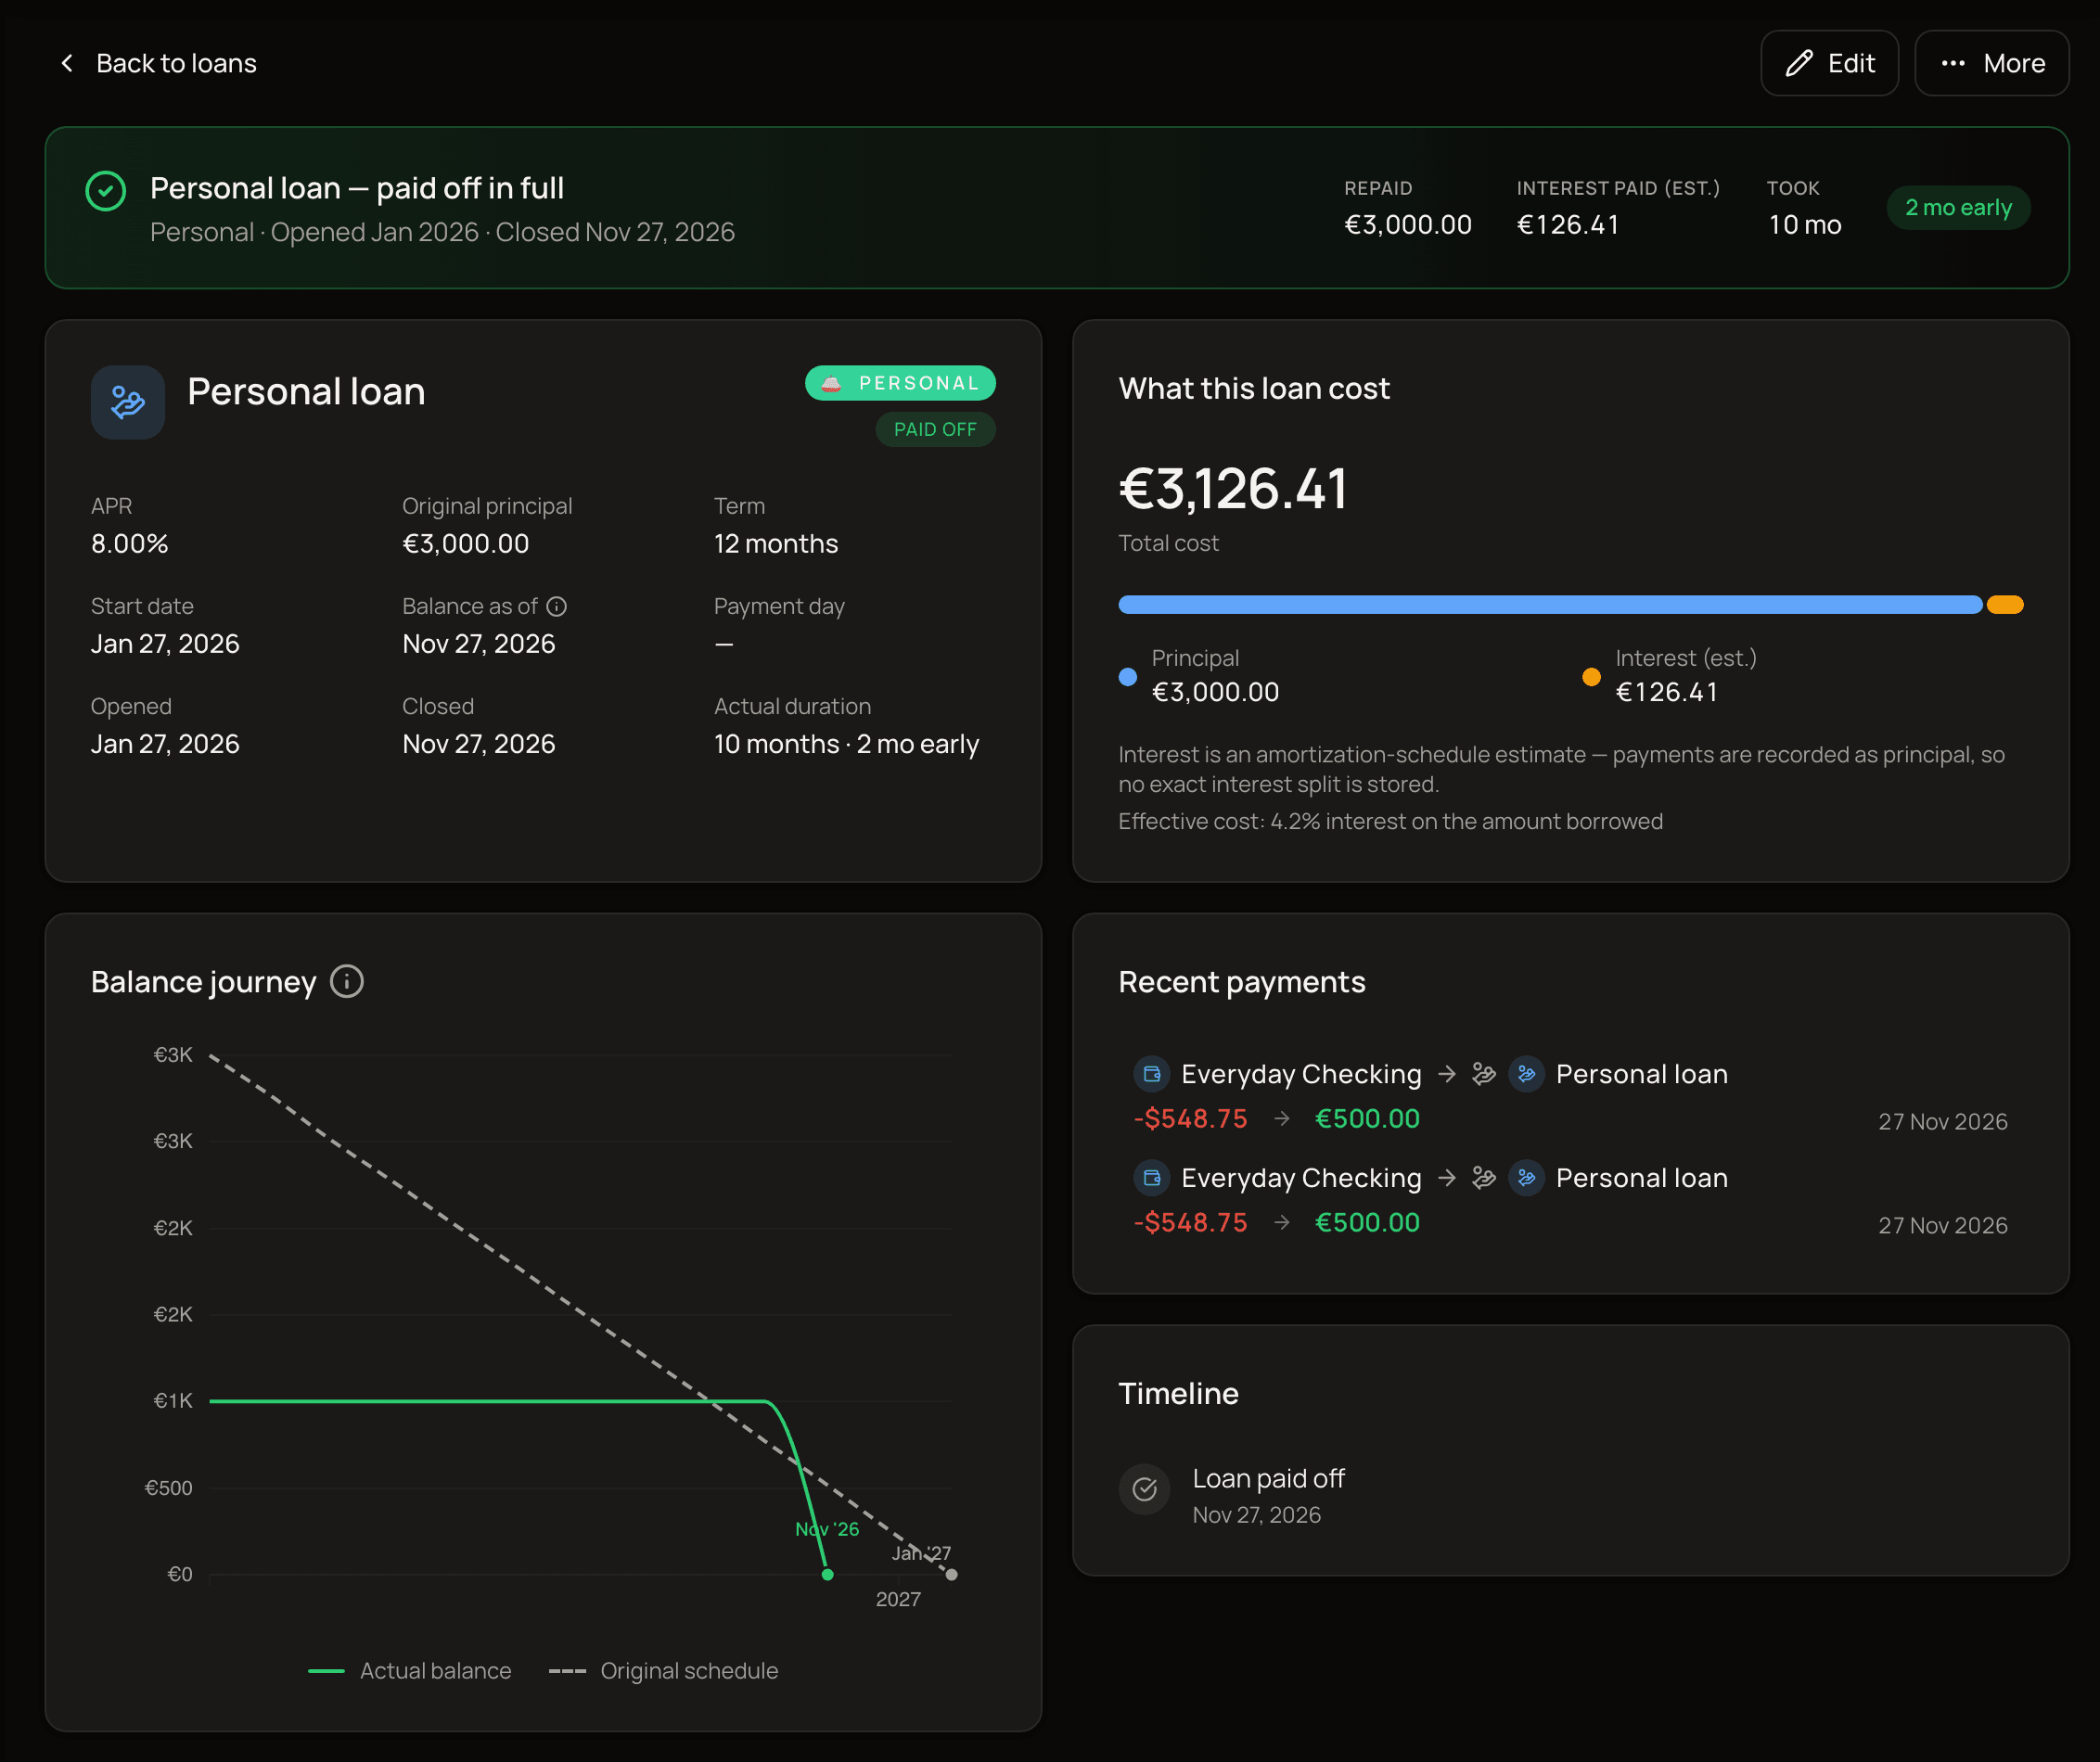 Back to loans
Edit
More
Personal loan — paid off in full
Personal · Opened Jan 2026 · Closed Nov 27, 2026
REPAID
€3,000.00
INTEREST PAID (EST.)
€126.41
TOOK
10 mo
2 mo early
Personal loan
PERSONAL
PAID OFF
APR
8.00%
Original principal
€3,000.00
Term
12 months
Start date
Jan 27, 2026
Balance as of
Nov 27, 2026
Payment day
—
Opened
Jan 27, 2026
Closed
Nov 27, 2026
Actual duration
10 months · 2 mo early
What this loan cost
€3,126.41
Total cost
Principal
€3,000.00
Interest (est.)
€126.41
Interest is an amortization-schedule estimate — payments are recorded as principal, so
no exact interest split is stored.
Effective cost: 4.2% interest on the amount borrowed
Balance journey
€3K
€3K
€2K
€2K
€1K
€500
€0
Nov '26
Jan '27
2027
Actual balance
Original schedule
Recent payments
Everyday Checking → Personal loan
-$548.75 → €500.00
27 Nov 2026
Everyday Checking → Personal loan
-$548.75 → €500.00
27 Nov 2026
Timeline
Loan paid off
Nov 27, 2026